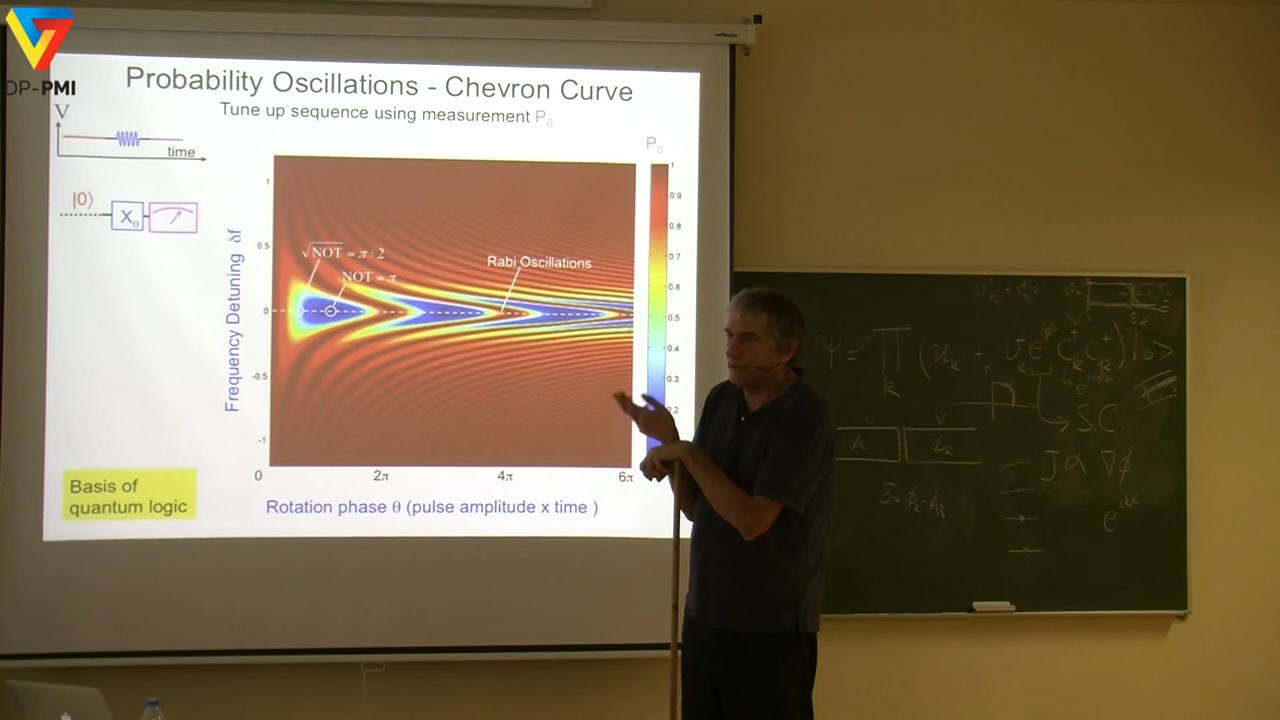 DP-PMI
reflecta
Probability Oscillations - Chevron Curve
Tune up sequence using measurement P₀
V
time
|0⟩
Xθ
P₀
1
0.9
0.8
0.7
0.6
0.5
0.4
0.3
0.2
Frequency Detuning δf
1
0.5
0
-0.5
-1
√NOT = π/2
NOT = π
Rabi Oscillations
0
2π
4π
6π
Rotation phase θ (pulse amplitude x time )
Basis of
quantum logic
Ψ = ∏
k
|0>
S.C.
J α ∇ϕ